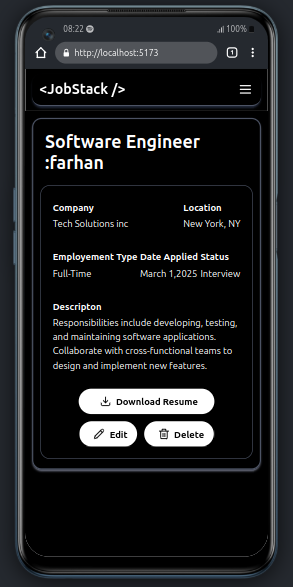 08:22 100%
http://localhost:5173 1
<JobStack />
Software Engineer
:farhan
Company Location
Tech Solutions inc New York, NY
Employement Type Date Applied Status
Full-Time March 1,2025 Interview
Descripton
Responsibilities include developing, testing,
and maintaining software applications.
Collaborate with cross-functional teams to
design and implement new features.
Download Resume
Edit Delete